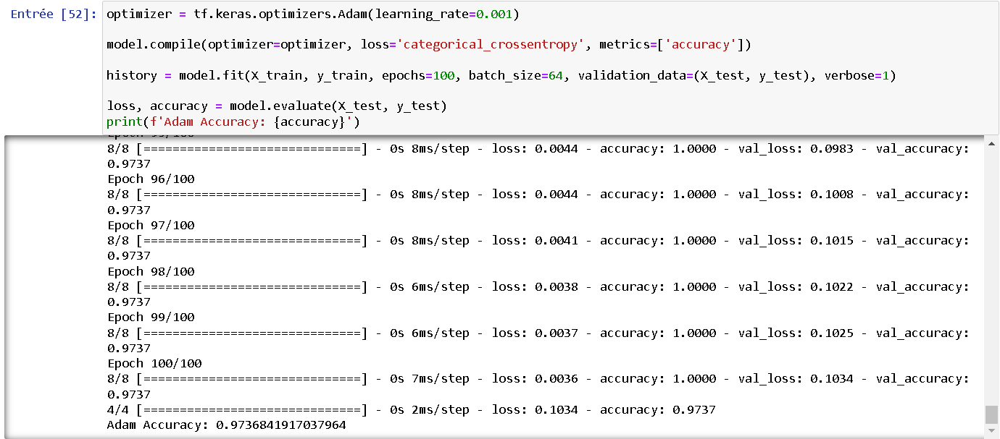 Entrée [52]:
optimizer = tf.keras.optimizers.Adam(learning_rate=0.001)
model.compile(optimizer=optimizer, loss='categorical_crossentropy', metrics=['accuracy'])
history = model.fit(X_train, y_train, epochs=100, batch_size=64, validation_data=(X_test, y_test), verbose=1)
loss, accuracy = model.evaluate(X_test, y_test)
print(f'Adam Accuracy: {accuracy}')
8/8 [==============================] - 0s 8ms/step - loss: 0.0044 - accuracy: 1.0000 - val_loss: 0.0983 - val_accuracy:
0.9737
Epoch 96/100
8/8 [==============================] - 0s 8ms/step - loss: 0.0044 - accuracy: 1.0000 - val_loss: 0.1008 - val_accuracy:
0.9737
Epoch 97/100
8/8 [==============================] - 0s 8ms/step - loss: 0.0041 - accuracy: 1.0000 - val_loss: 0.1015 - val_accuracy:
0.9737
Epoch 98/100
8/8 [==============================] - 0s 6ms/step - loss: 0.0038 - accuracy: 1.0000 - val_loss: 0.1022 - val_accuracy:
0.9737
Epoch 99/100
8/8 [==============================] - 0s 6ms/step - loss: 0.0037 - accuracy: 1.0000 - val_loss: 0.1025 - val_accuracy:
0.9737
Epoch 100/100
8/8 [==============================] - 0s 7ms/step - loss: 0.0036 - accuracy: 1.0000 - val_loss: 0.1034 - val_accuracy:
0.9737
4/4 [==============================] - 0s 2ms/step - loss: 0.1034 - accuracy: 0.9737
Adam Accuracy: 0.9736841917037964